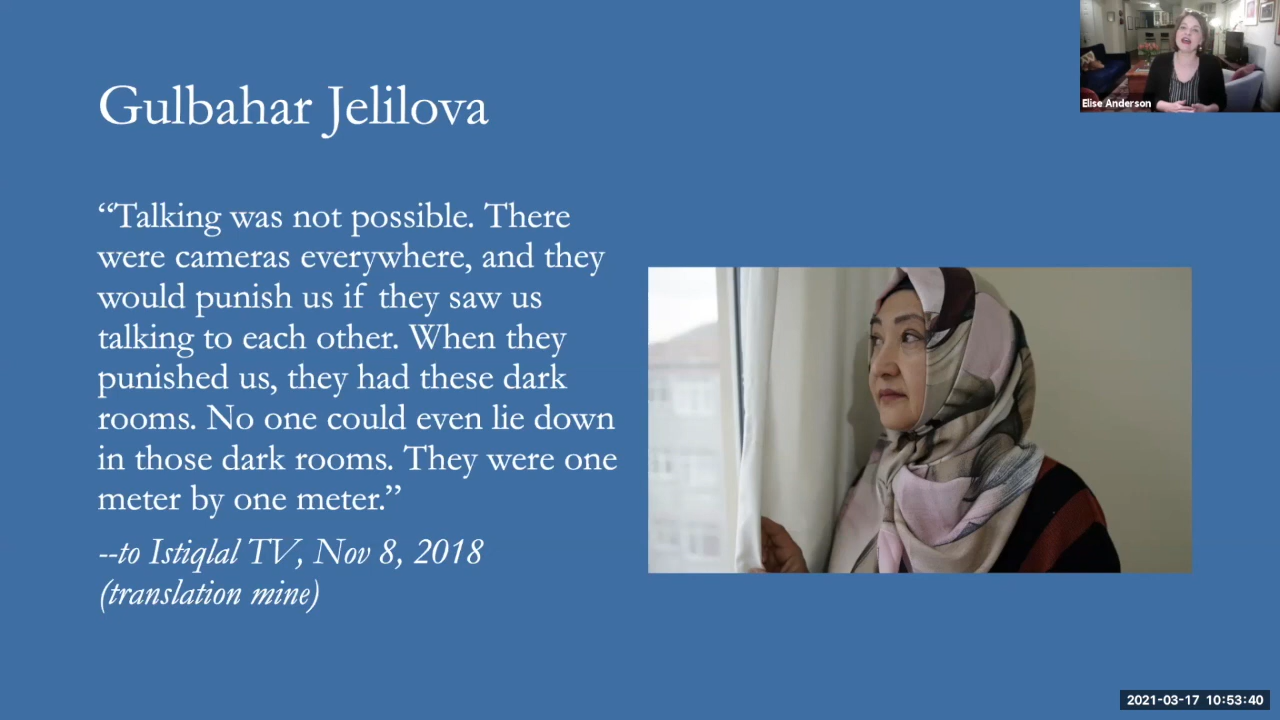 Elise Anderson
Gulbahar Jelilova
“Talking was not possible. There
were cameras everywhere, and they
would punish us if they saw us
talking to each other. When they
punished us, they had these dark
rooms. No one could even lie down
in those dark rooms. They were one
meter by one meter.”
--to Istiqlal TV, Nov 8, 2018
(translation mine)
2021-03-17 10:53:40